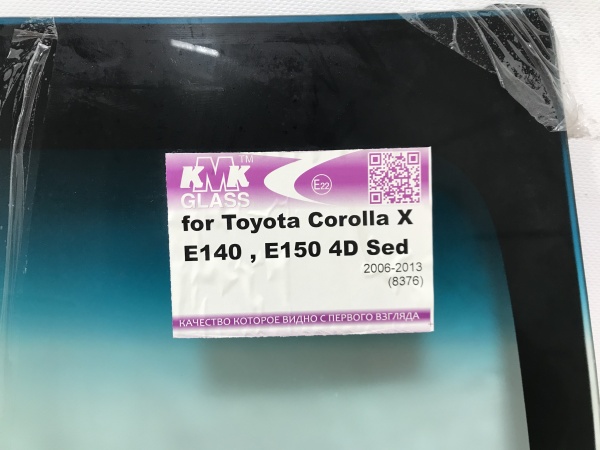 KMK TM
GLASS
E22
for Toyota Corolla X
E140 , E150 4D Sed
2006-2013
(8376)
КАЧЕСТВО КОТОРОЕ ВИДНО С ПЕРВОГО ВЗГЛЯДА